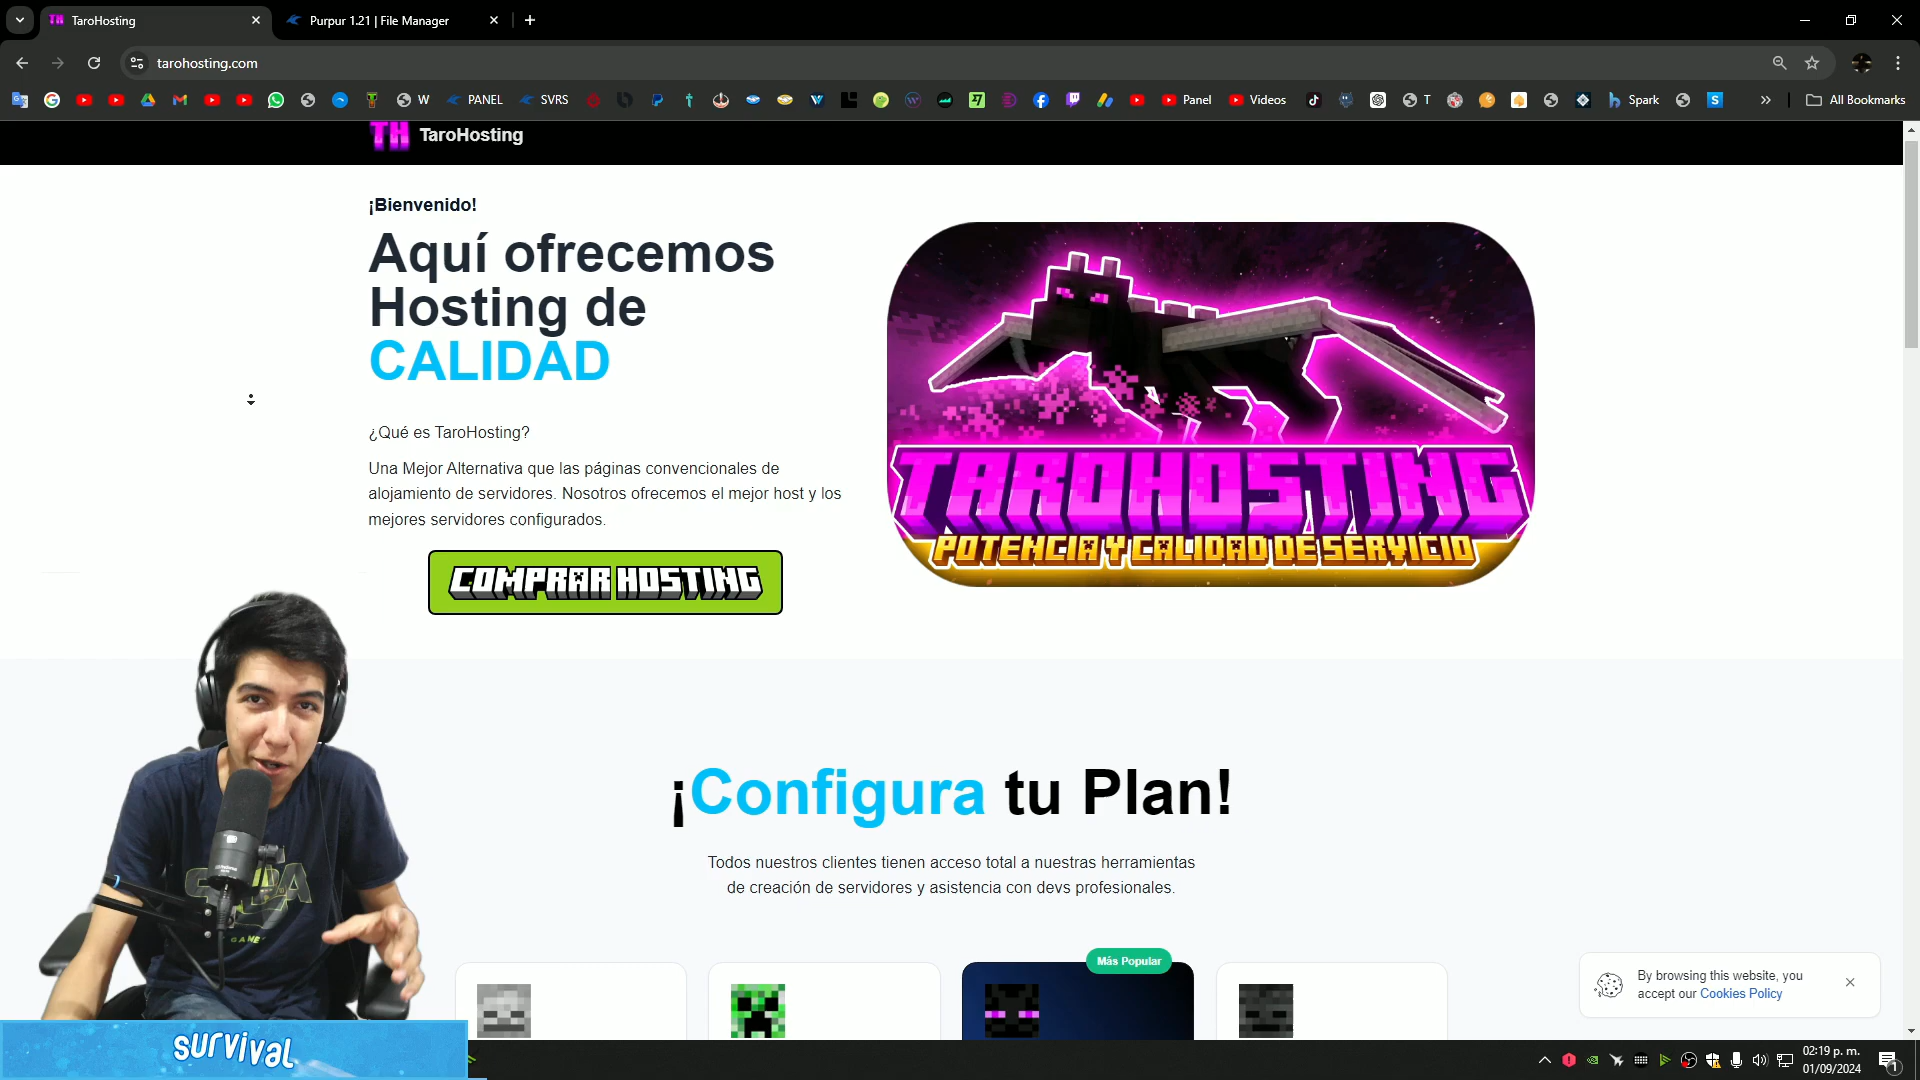 TH TaroHosting
Purpur 1.21 | File Manager
tarohosting.com
W
PANEL
SVRS
Panel
Videos
T
Spark
All Bookmarks
TH TaroHosting
¡Bienvenido!
Aquí ofrecemos
Hosting de
CALIDAD
¿Qué es TaroHosting?
Una Mejor Alternativa que las páginas convencionales de
alojamiento de servidores. Nosotros ofrecemos el mejor host y los
mejores servidores configurados.
COMPRAR HOSTING
TAROHOSTING
POTENCIA Y CALIDAD DE SERVICIO
¡Configura tu Plan!
Todos nuestros clientes tienen acceso total a nuestras herramientas
de creación de servidores y asistencia con devs profesionales.
Más Popular
By browsing this website, you
accept our Cookies Policy
survival
02:19 p. m.
01/09/2024
1